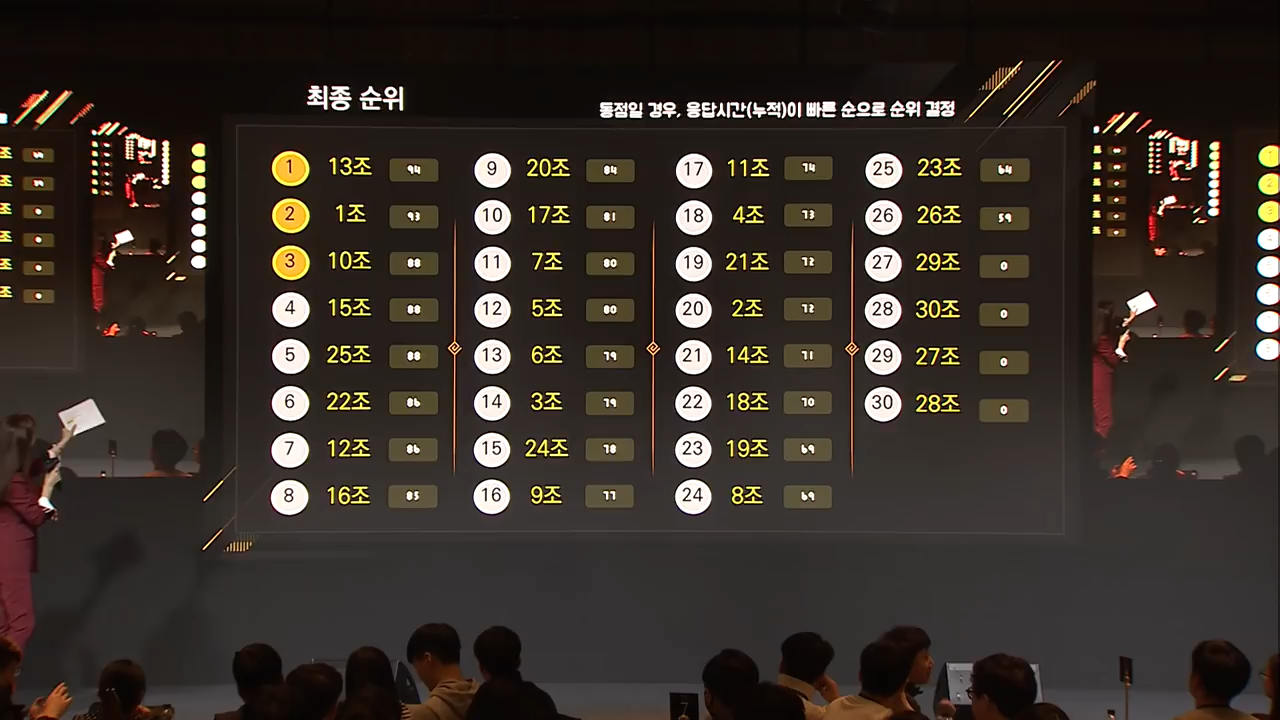 최종 순위
동점일 경우, 응답시간(누적)이 빠른 순으로 순위 결정
1 13조 94
2 1조 93
3 10조 88
4 15조 88
5 25조 88
6 22조 86
7 12조 86
8 16조 85
9 20조 84
10 17조 81
11 7조 80
12 5조 80
13 6조 79
14 3조 79
15 24조 78
16 9조 77
17 11조 74
18 4조 73
19 21조 72
20 2조 72
21 14조 71
22 18조 70
23 19조 69
24 8조 69
25 23조 64
26 26조 59
27 29조 0
28 30조 0
29 27조 0
30 28조 0
7